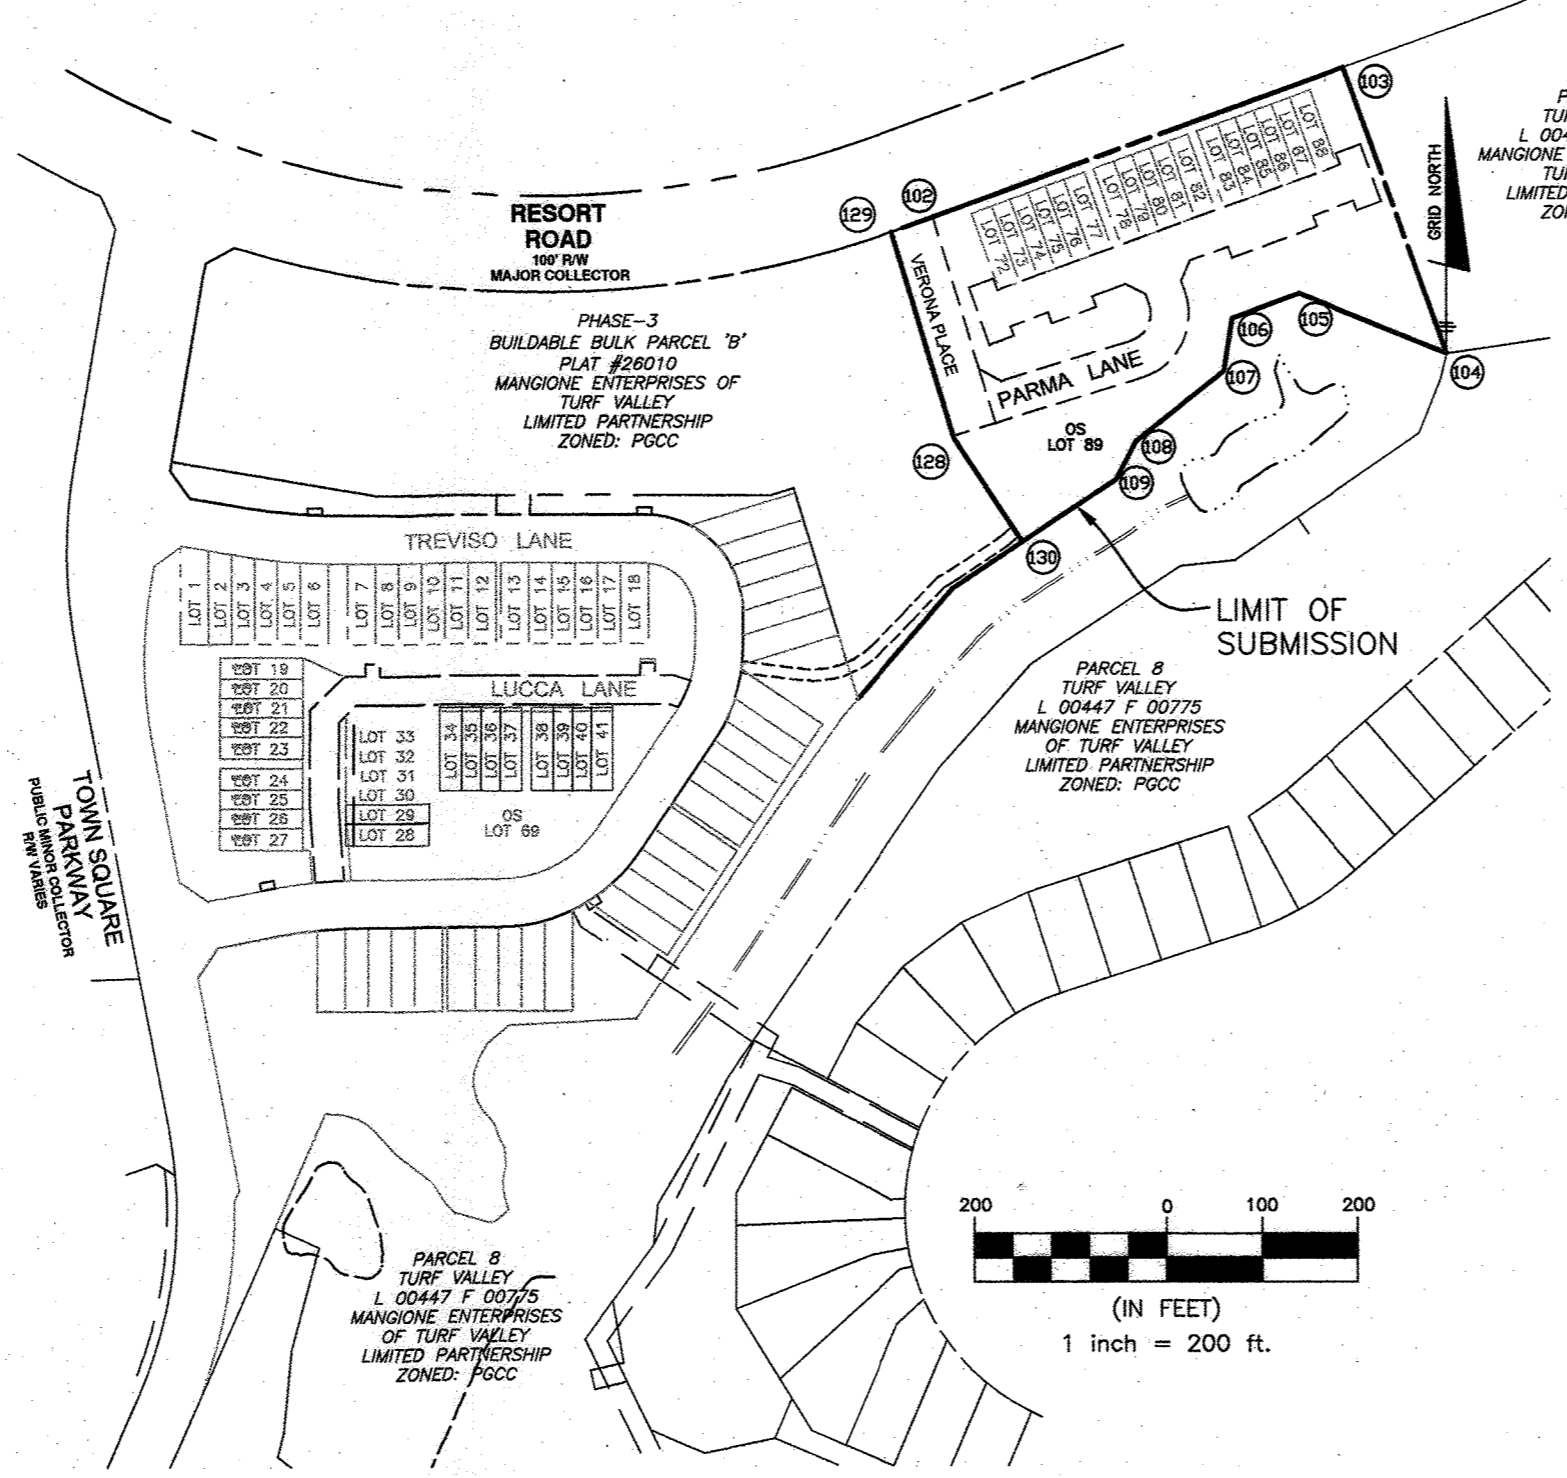 103
102
129
P
TU
L 004
MANGIONE
TU
LIMITED
ZO
GRID NORTH
RESORT
ROAD
100' R/W
MAJOR COLLECTOR
VERONA PLACE
LOT 72
LOT 73
LOT 74
LOT 75
LOT 76
LOT 77
LOT 78
LOT 79
LOT 80
LOT 81
LOT 82
LOT 83
LOT 84
LOT 85
LOT 86
LOT 87
LOT 88
PHASE-3
BUILDABLE BULK PARCEL 'B'
PLAT #26010
MANGIONE ENTERPRISES OF
TURF VALLEY
LIMITED PARTNERSHIP
ZONED: PGCC
106
105
104
107
PARMA LANE
OS
LOT 89
108
109
128
130
LIMIT OF
SUBMISSION
TREVISO LANE
LOT 1
LOT 2
LOT 3
LOT 4
LOT 5
LOT 6
LOT 7
LOT 8
LOT 9
LOT 10
LOT 11
LOT 12
LOT 13
LOT 14
LOT 15
LOT 16
LOT 17
LOT 18
LOT 19
LOT 20
LOT 21
LOT 22
LOT 23
LOT 24
LOT 25
LOT 26
LOT 27
LUCCA LANE
LOT 33
LOT 32
LOT 31
LOT 30
LOT 29
LOT 28
LOT 34
LOT 35
LOT 36
LOT 37
LOT 38
LOT 39
LOT 40
LOT 41
OS
LOT 69
PARCEL 8
TURF VALLEY
L 00447 F 00775
MANGIONE ENTERPRISES
OF TURF VALLEY
LIMITED PARTNERSHIP
ZONED: PGCC
TOWN SQUARE
PARKWAY
PUBLIC MINOR COLLECTOR
R/W VARIES
200 0 100 200
(IN FEET)
1 inch = 200 ft.
PARCEL 8
TURF VALLEY
L 00447 F 00775
MANGIONE ENTERPRISES
OF TURF VALLEY
LIMITED PARTNERSHIP
ZONED: PGCC